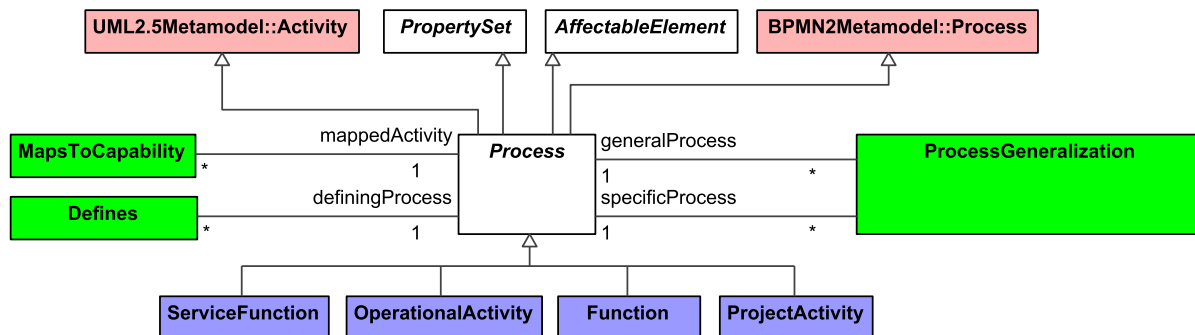 UML2.5Metamodel::Activity
PropertySet
AffectableElement
BPMN2Metamodel::Process
MapsToCapability
mappedActivity
*
1
Process
generalProcess
1
*
ProcessGeneralization
Defines
definingProcess
*
1
specificProcess
1
*
ServiceFunction
OperationalActivity
Function
ProjectActivity